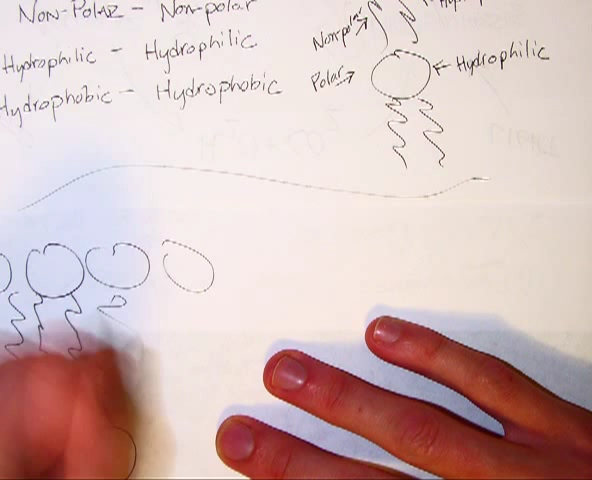 Non-Polar - Non-polar
Hydrophilic - Hydrophilic
Hydrophobic - Hydrophobic
Nonpolar
Polar
Hydrophilic